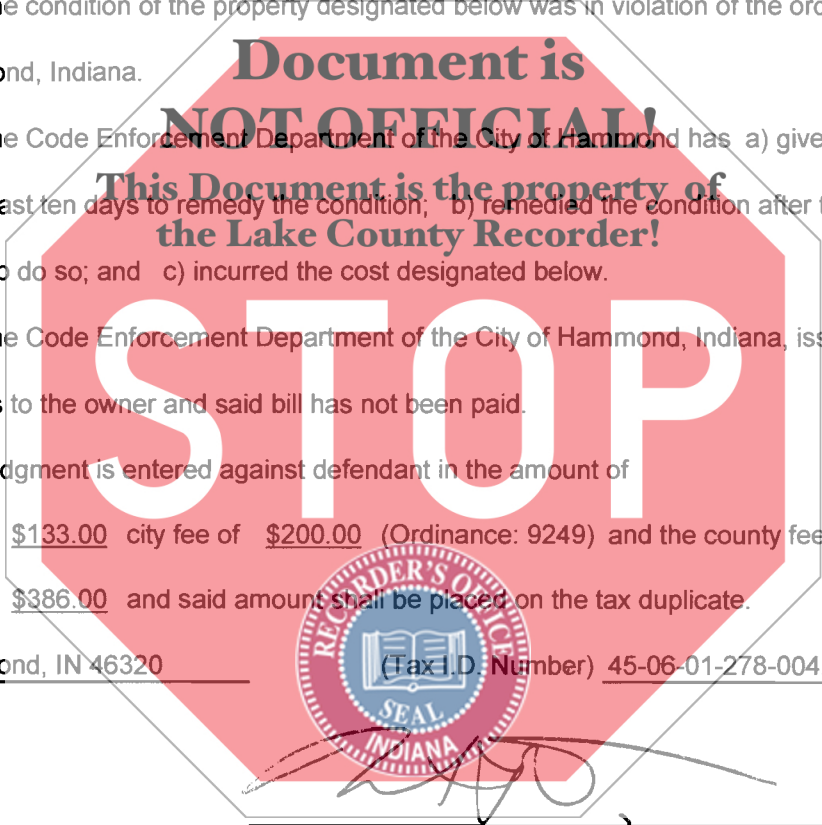 e condition of the property designated below was in violation of the ord
Document is
ond, Indiana.
NOT OFFICIAL!
e Code Enforcement Department of the City of Hammond has a) give
This Document is the property of
ast ten days to remedy the condition; b) remedied the condition after t
the Lake County Recorder!
o do so; and c) incurred the cost designated below.
STOP
e Code Enforcement Department of the City of Hammond, Indiana, iss
s to the owner and said bill has not been paid.
dgment is entered against defendant in the amount of
$133.00 city fee of $200.00 (Ordinance: 9249) and the county fee
$386.00 and said amount shall be placed on the tax duplicate.
RECORDER'S OFFICE
ond, IN 46320 (Tax I.D. Number) 45-06-01-278-004
SEAL
INDIANA